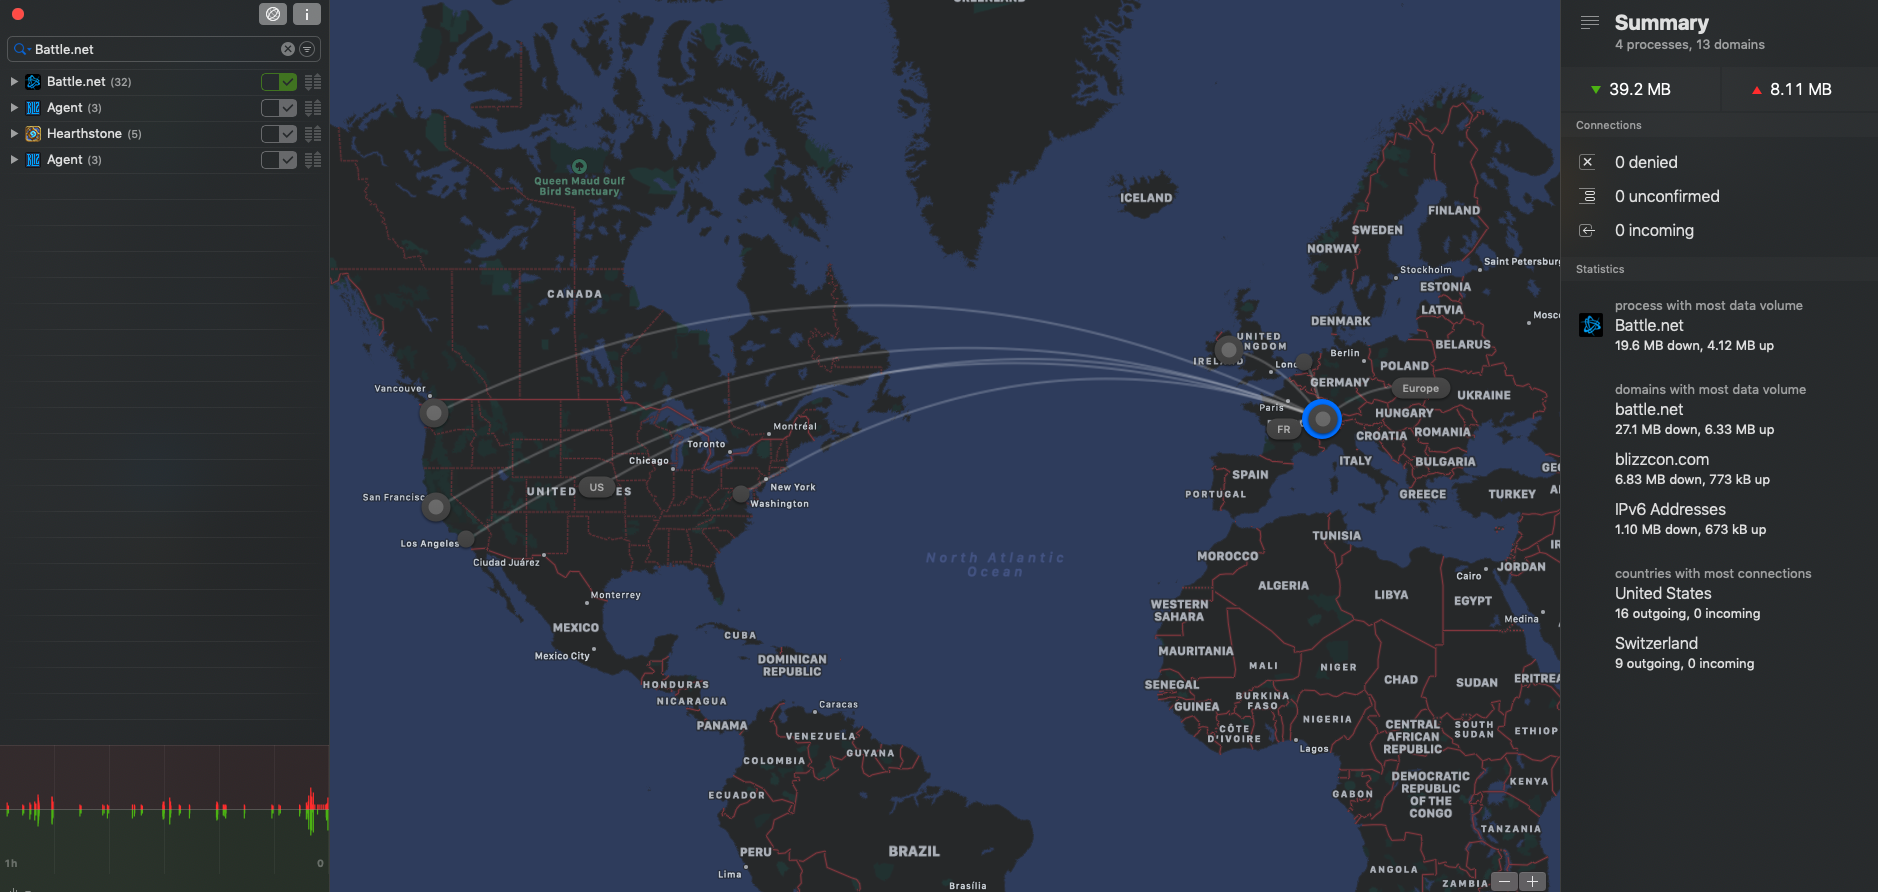 Battle.net
Battle.net (32)
Agent (3)
Hearthstone (5)
Agent (3)
1h
0
Queen Maud Gulf
Bird Sanctuary
CANADA
Vancouver
Montréal
Toronto
Chicago
New York
Washington
San Francisc
UNITED
US
ES
Los Angeles
Ciudad Juárez
Monterrey
MEXICO
Mexico City
CUBA
DOMINICAN
REPUBLIC
HONDURAS
NICARAGUA
PANAMA
Caracas
VENEZUELA
GUYANA
COLOMBIA
ECUADOR
PERU
Lima
BRAZIL
Brasília
North Atlantic
Ocean
ICELAND
FINLAND
SWEDEN
NORWAY
Stockholm
Saint Petersburg
ESTONIA
LATVIA
Mosc
DENMARK
UNITED
NGDOM
IREL
D
BELARUS
Berlin
Lon
POLAND
GERMANY
Europe
UKRAINE
Paris
HUNGARY
FR
CROATIA
ROMANIA
ITALY
BULGARIA
SPAIN
PORTUGAL
GREECE
TURKEY
GE
TUNISIA
MOROCCO
ALGERIA
LIBYA
Cairo
JORDAN
EGYPT
Medina
WESTERN
SAHARA
MAURITANIA
MALI
NIGER
CHAD
SUDAN
ERITREA
SENEGAL
GUINEA
BURKINA
FASO
NIGERIA
CÔTE
D'IVOIRE
Lagos
CENTRAL
AFRICAN
REPUBLIC
SOUTH
SUDAN
ETHIOP
GABON
DEMOCRATIC
REPUBLIC
OF THE
CONGO
KENYA
TANZANIA
ANGOLA
ZAMBIA
Summary
4 processes, 13 domains
39.2 MB
8.11 MB
Connections
0 denied
0 unconfirmed
0 incoming
Statistics
process with most data volume
Battle.net
19.6 MB down, 4.12 MB up
domains with most data volume
battle.net
27.1 MB down, 6.33 MB up
blizzcon.com
6.83 MB down, 773 kB up
IPv6 Addresses
1.10 MB down, 673 kB up
countries with most connections
United States
16 outgoing, 0 incoming
Switzerland
9 outgoing, 0 incoming